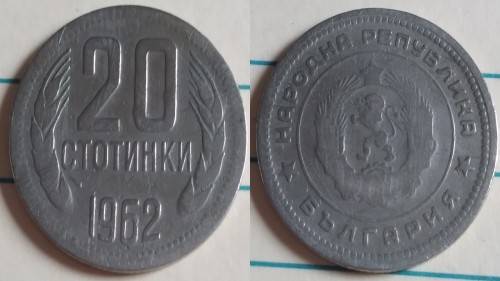 20
СТОТИНКИ
1962
НАРОДНА РЕПУБЛИКА
БЪЛГАРИЯ